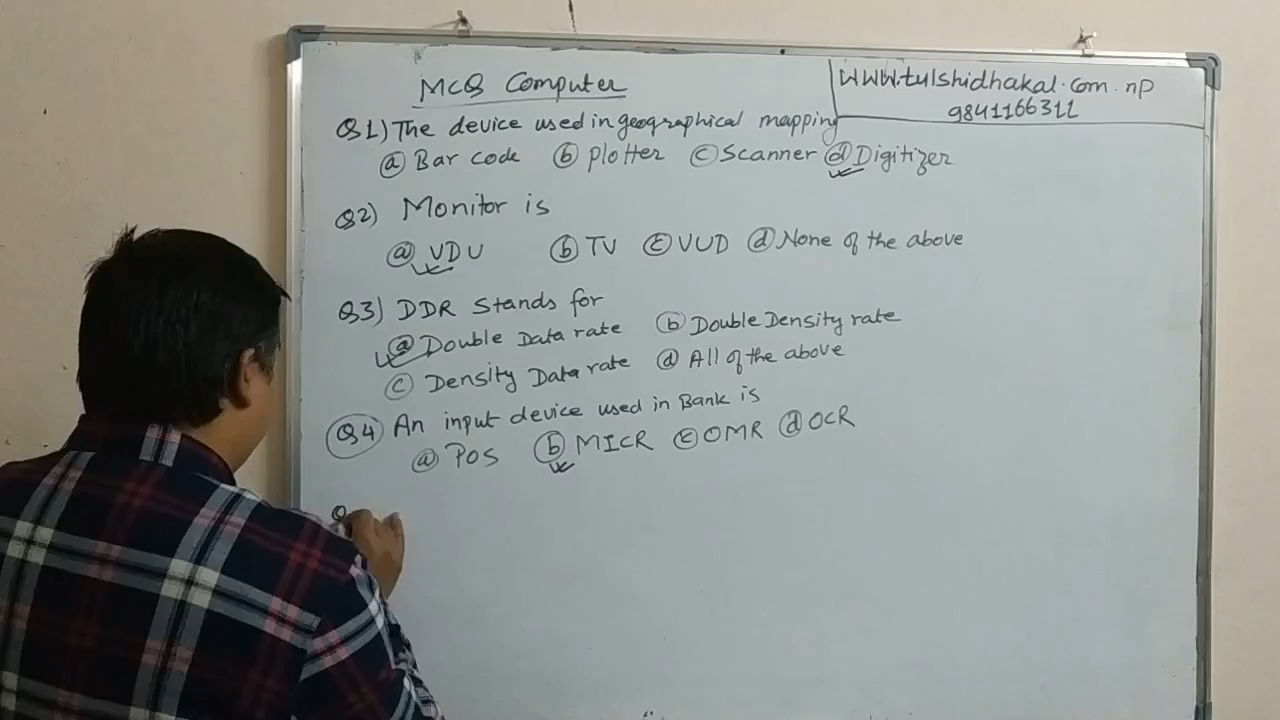 MCQ Computer
www.tulshidhakal.com.np
9841166311
Q1) The device used in geographical mapping
(a) Bar code (b) Plotter (c) Scanner (d) Digitizer
Q2) Monitor is
(a) VDU (b) TV (c) VUD (d) None of the above
Q3) DDR Stands for
(a) Double Data rate (b) Double Density rate
(c) Density Data rate (d) All of the above
Q4 An input device used in Bank is
(a) POS (b) MICR (c) OMR (d) OCR
Q